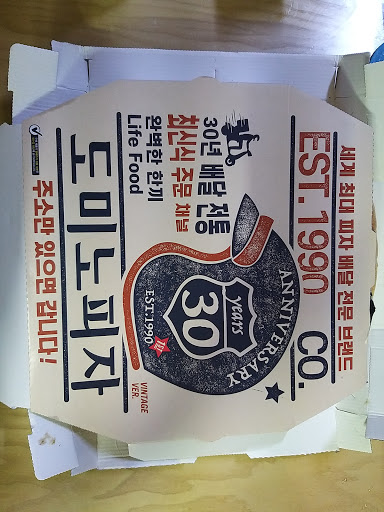 세계 최대 피자 배달 전문 브랜드
EST. 1990
CO.
30년 배달 전통
최신식 주문 채널
완벽한 한끼
Life Food
ANNIVERSARY
years
30
EST. 1990
VINTAGE
VER.
도미노피자
주소만 있으면 갑니다!